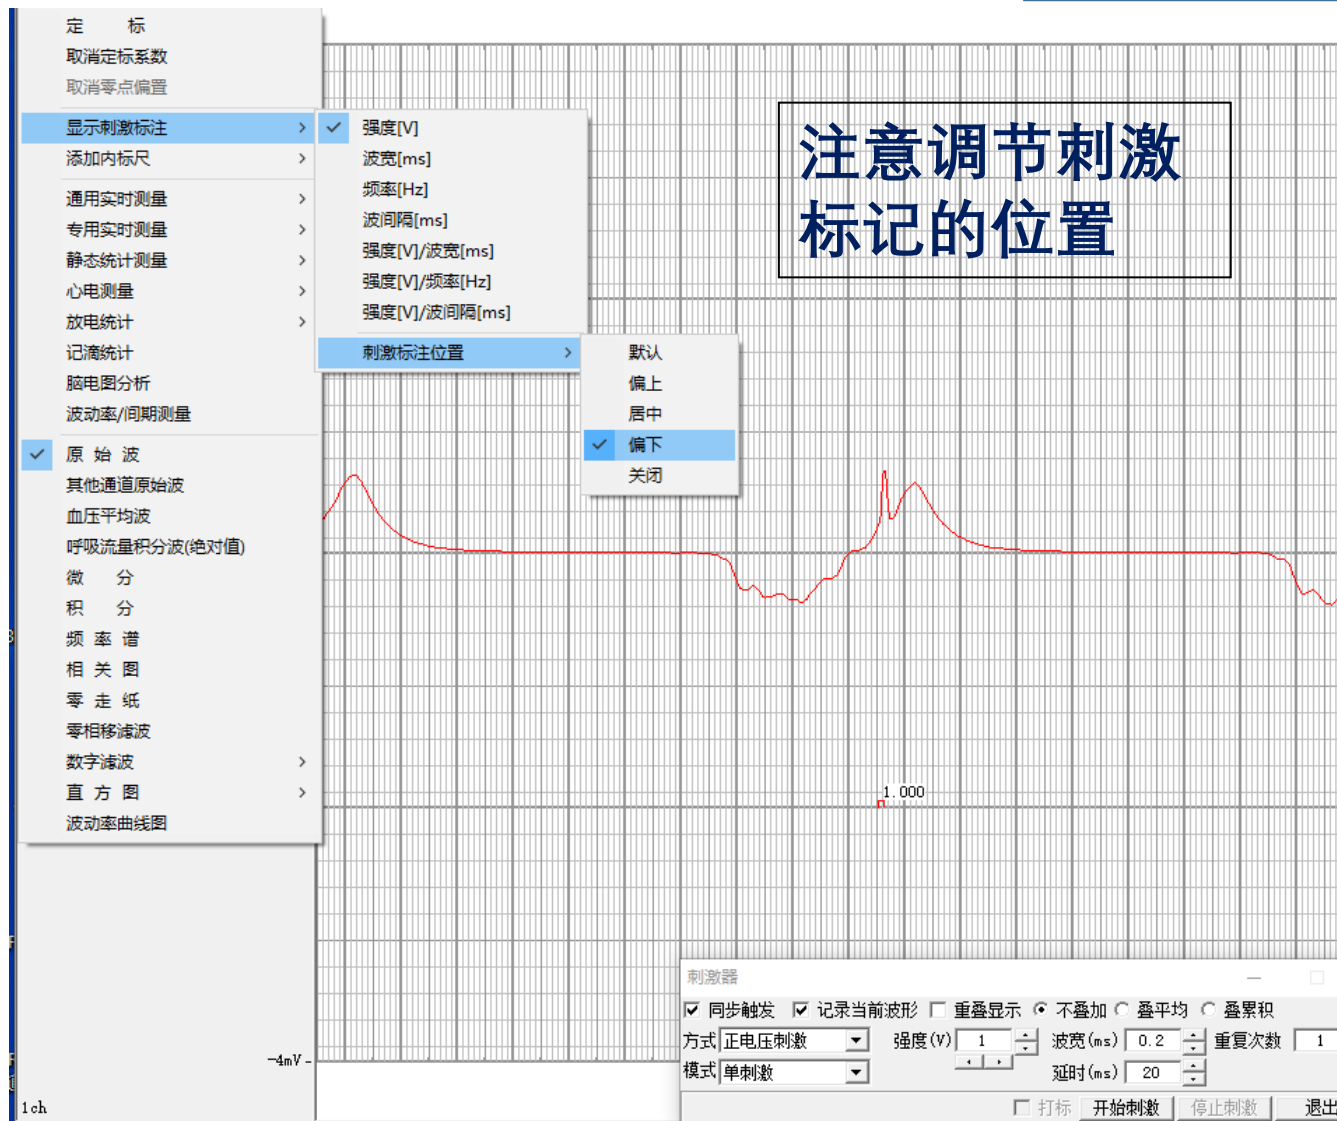 定 标
取消定标系数
取消零点偏置
显示刺激标注
添加内标尺
通用实时测量
专用实时测量
静态统计测量
心电测量
放电统计
记滴统计
脑电图分析
波动率/间期测量
原 始 波
其他通道原始波
血压平均波
呼吸流量积分波(绝对值)
微 分
积 分
频 率 谱
相 关 图
零 走 纸
零相移滤波
数字滤波
直 方 图
波动率曲线图
强度[V]
波宽[ms]
频率[Hz]
波间隔[ms]
强度[V]/波宽[ms]
强度[V]/频率[Hz]
强度[V]/波间隔[ms]
刺激标注位置
默认
偏上
居中
偏下
关闭
注意调节刺激
标记的位置
1.000
-4mV
1ch
刺激器
同步触发 记录当前波形 重叠显示 不叠加 叠平均 叠累积
方式 正电压刺激 强度(V) 1 波宽(ms) 0.2 重复次数 1
模式 单刺激 延时(ms) 20
打标 开始刺激 停止刺激 退出